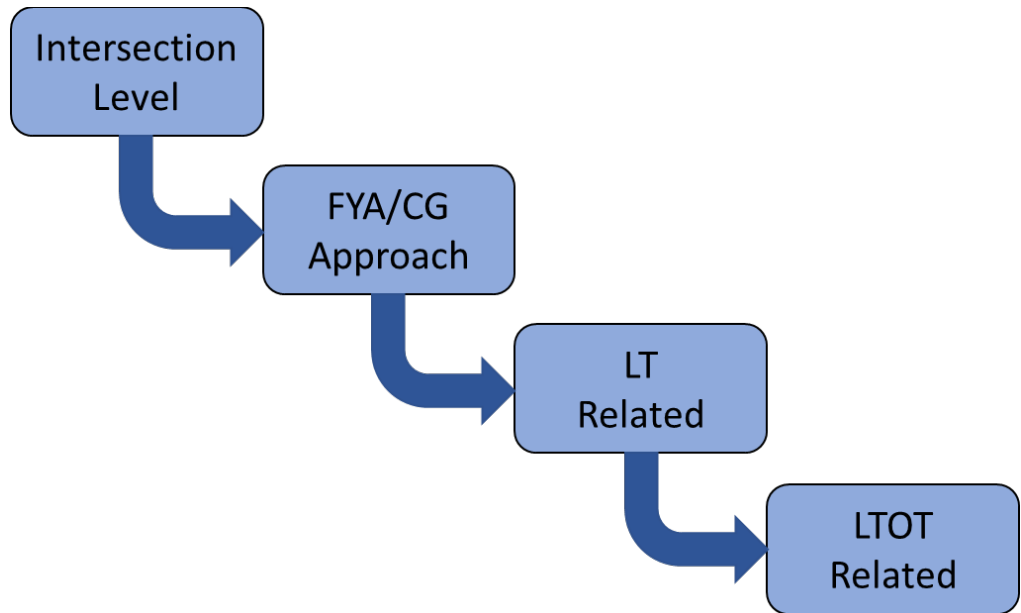 Intersection
Level
FYA/CG
Approach
LT
Related
LTOT
Related